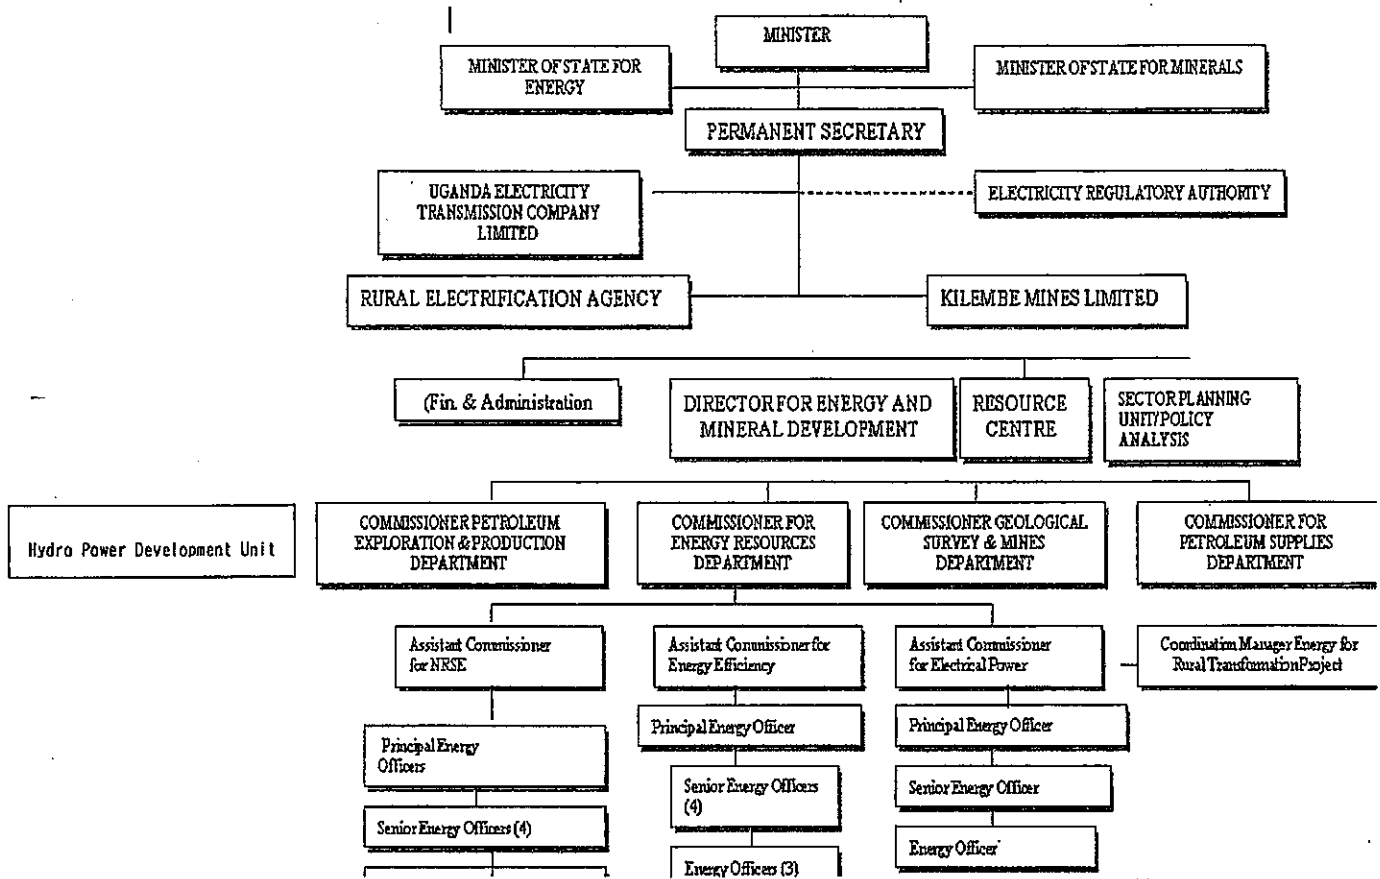 MINISTER
MINISTER OF STATE FOR
ENERGY
MINISTER OF STATE FOR MINERALS
PERMANENT SECRETARY
UGANDA ELECTRICITY
TRANSMISSION COMPANY
LIMITED
ELECTRICITY REGULATORY AUTHORITY
RURAL ELECTRIFICATION AGENCY
KILEMBE MINES LIMITED
(Fin. & Administration
DIRECTOR FOR ENERGY AND
MINERAL DEVELOPMENT
RESOURCE
CENTRE
SECTOR PLANNING
UNIT/POLICY
ANALYSIS
Hydro Power Development Unit
COMMISSIONER PETROLEUM
EXPLORATION & PRODUCTION
DEPARTMENT
COMMISSIONER FOR
ENERGY RESOURCES
DEPARTMENT
COMMISSIONER GEOLOGICAL
SURVEY & MINES
DEPARTMENT
COMMISSIONER FOR
PETROLEUM SUPPLIES
DEPARTMENT
Assistant Commissioner
for NRSE
Assistant Commissioner for
Energy Efficiency
Assistant Commissioner
for Electrical Power
Coordination Manager Energy for
Rural Transformation Project
Principal Energy
Officers
Principal Energy Officer
Principal Energy Officer
Senior Energy Officers (4)
Senior Energy Officers
(4)
Senior Energy Officer
Energy Officers (3)
Energy Officer